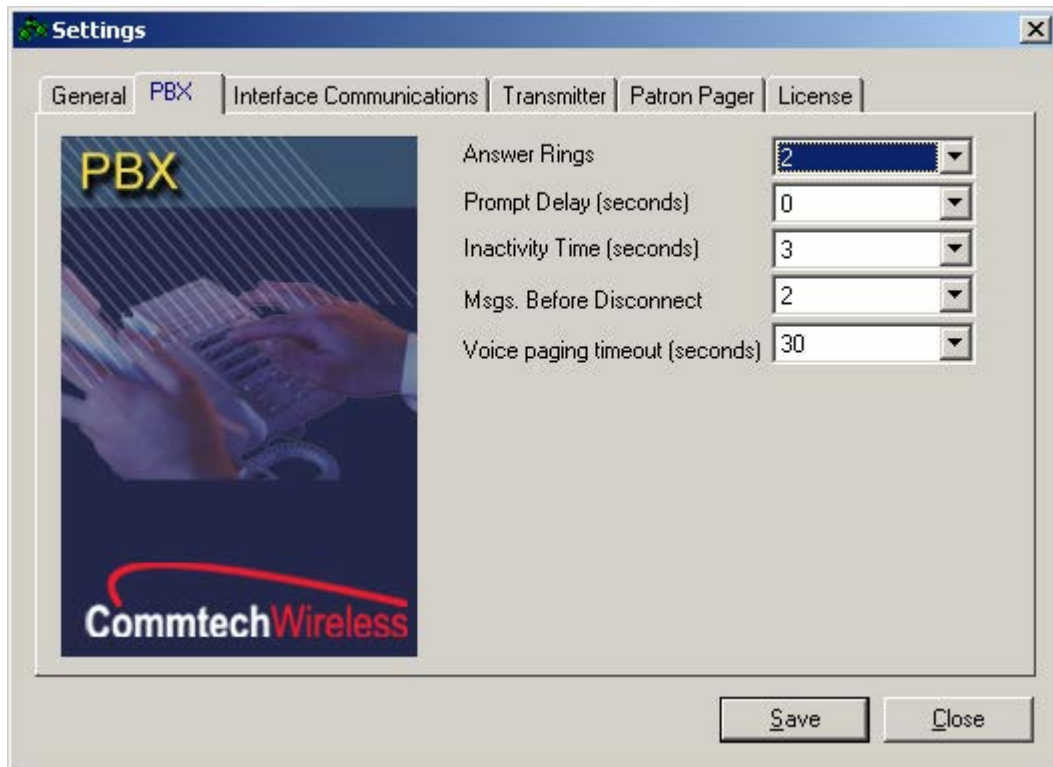 Settings
General PBX Interface Communications Transmitter Patron Pager License
PBX
Answer Rings 2
Prompt Delay (seconds) 0
Inactivity Time (seconds) 3
Msgs. Before Disconnect 2
Voice paging timeout (seconds) 30
CommtechWireless
Save Close